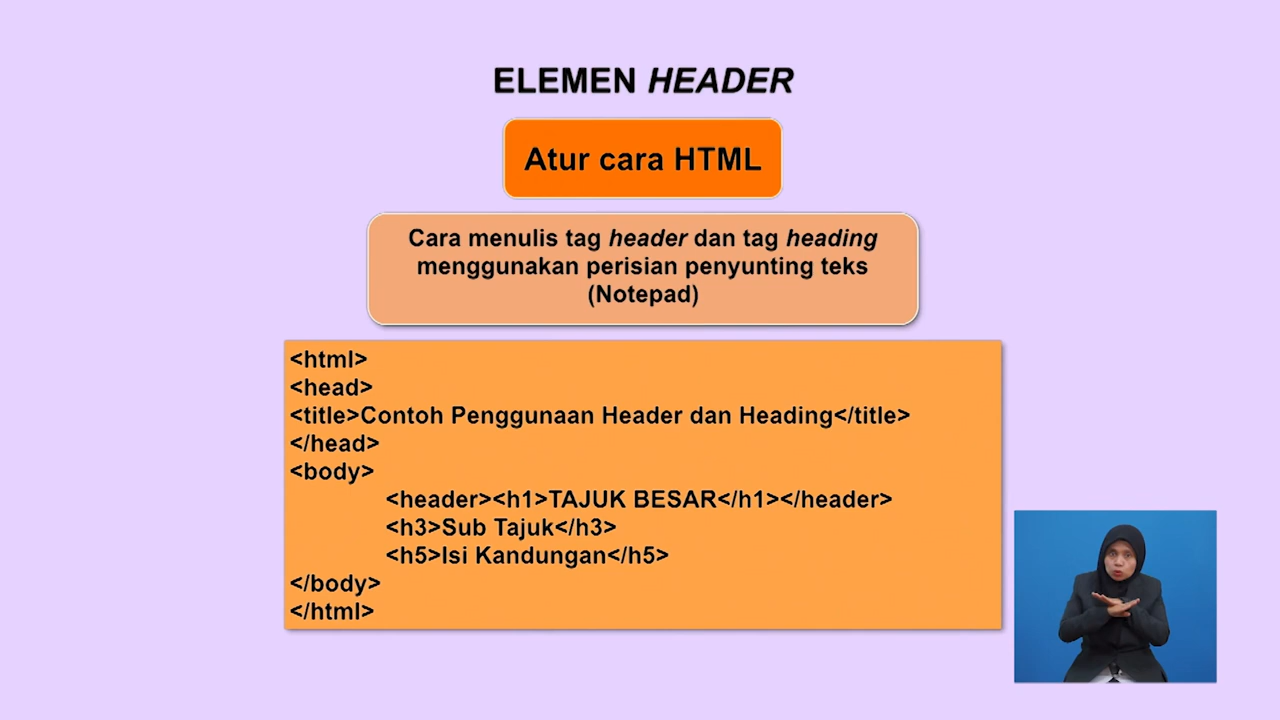 ELEMEN HEADER
Atur cara HTML
Cara menulis tag header dan tag heading
menggunakan perisian penyunting teks
(Notepad)
<html>
<head>
<title>Contoh Penggunaan Header dan Heading</title>
</head>
<body>
<header><h1>TAJUK BESAR</h1></header>
<h3>Sub Tajuk</h3>
<h5>Isi Kandungan</h5>
</body>
</html>